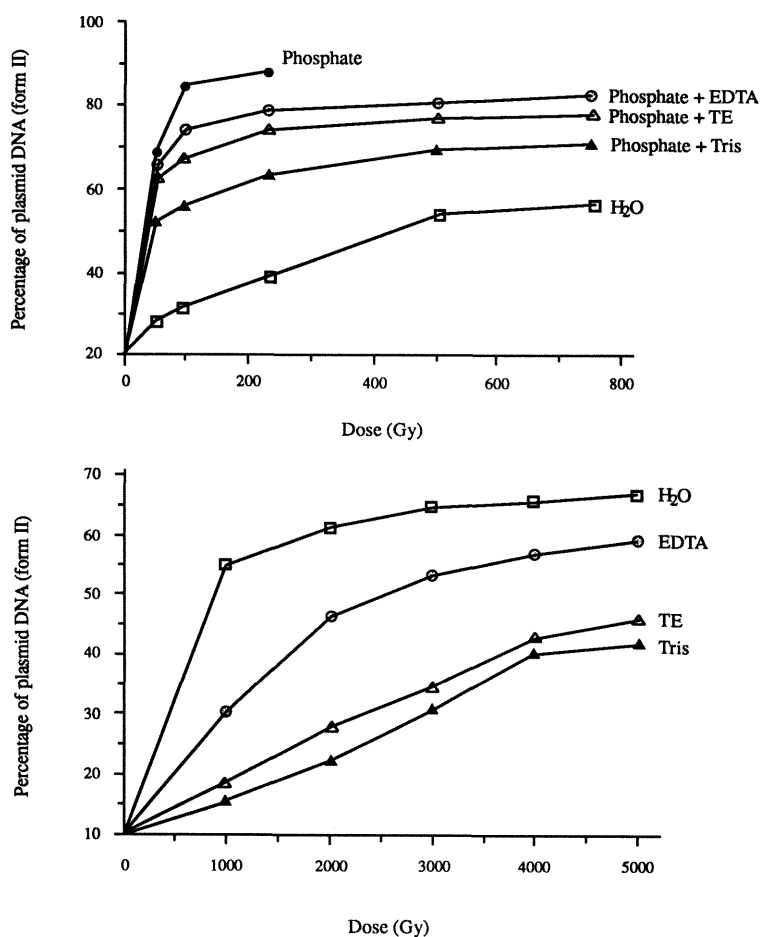 100
Phosphate
80
Phosphate + EDTA
Phosphate + TE
Phosphate + Tris
60
H₂O
40
20
0 200 400 600 800
Percentage of plasmid DNA (form II)
Dose (Gy)
70
H₂O
60
EDTA
50
TE
40
Tris
30
20
10
0 1000 2000 3000 4000 5000
Percentage of plasmid DNA (form II)
Dose (Gy)